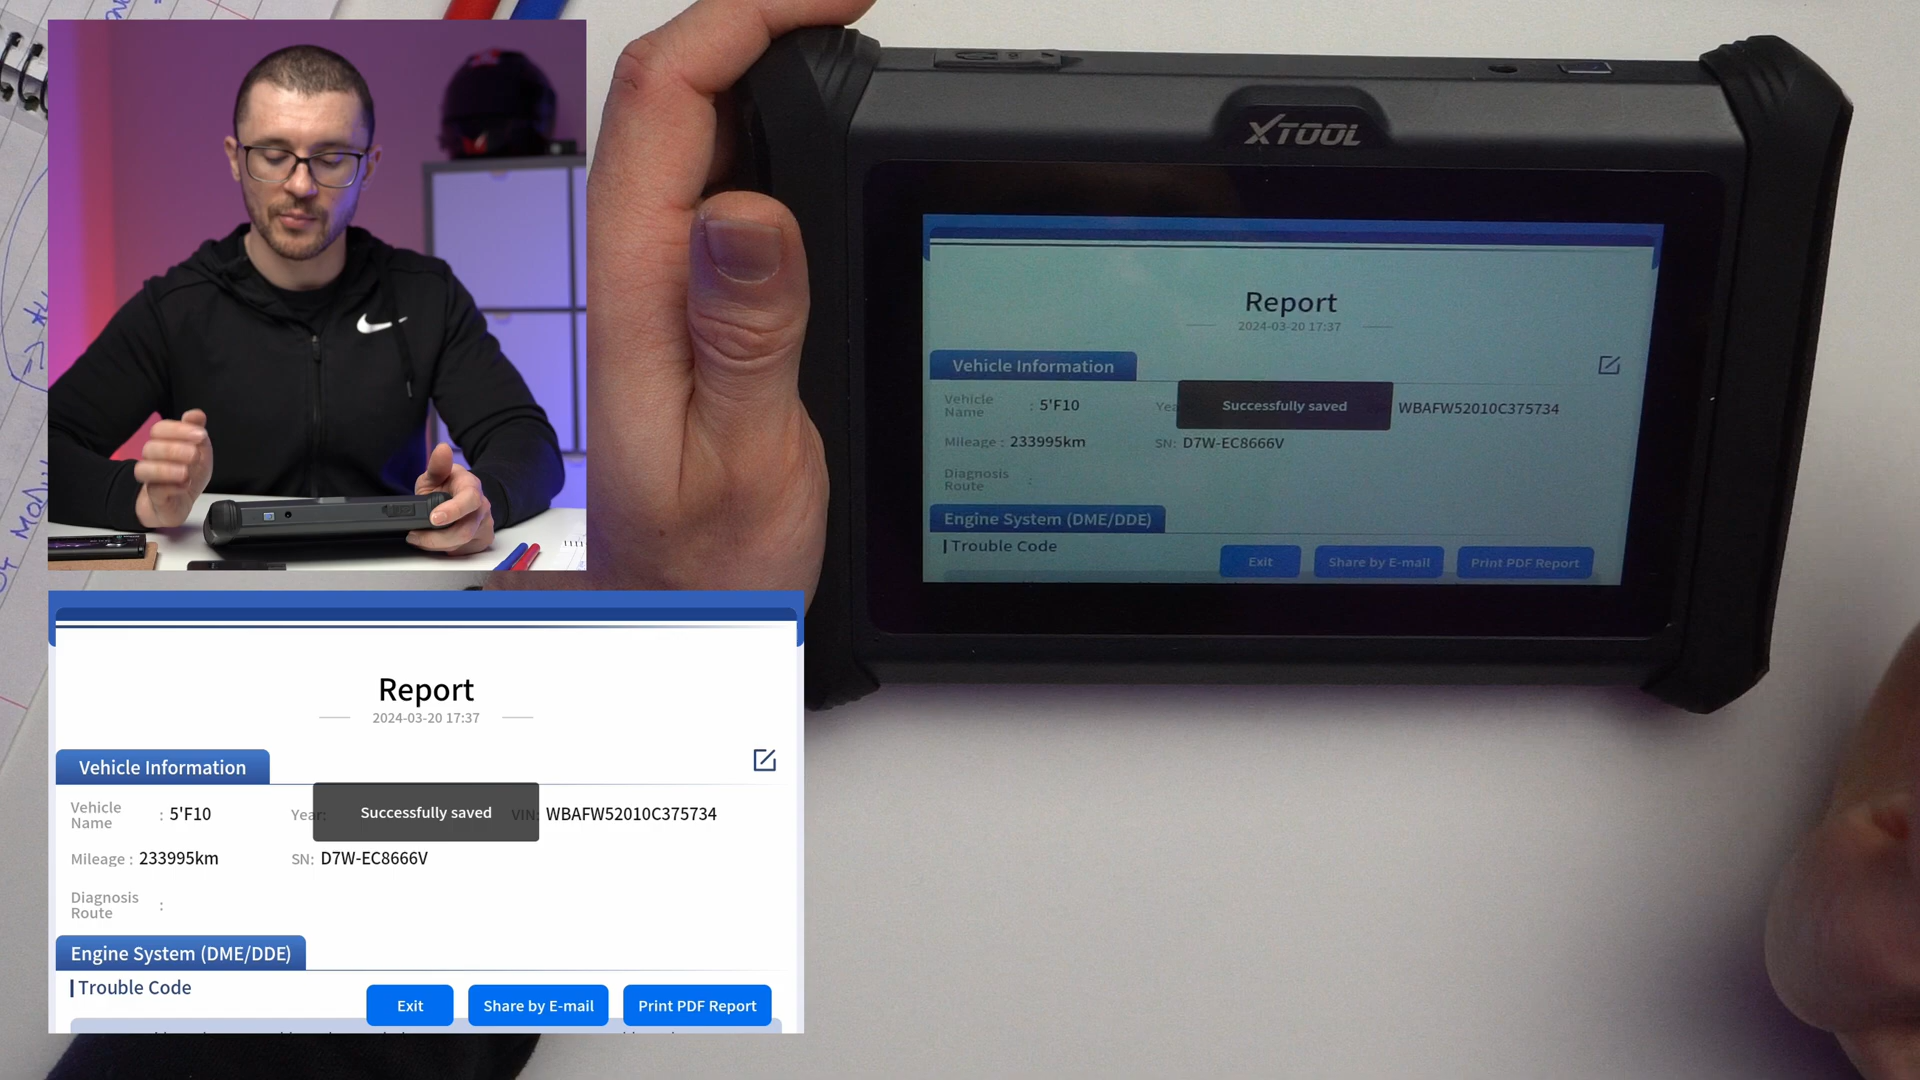 XTOOL
Report
2024-03-20 17:37
Vehicle Information
Vehicle Name : 5'F10 Yea Successfully saved WBAFW52010C375734
Mileage : 233995km SN: D7W-EC8666V
Diagnosis Route :
Engine System (DME/DDE)
Trouble Code
Exit Share by E-mail Print PDF Report
Report
2024-03-20 17:37
Vehicle Information
Vehicle Name : 5'F10 Year: Successfully saved VIN: WBAFW52010C375734
Mileage : 233995km SN: D7W-EC8666V
Diagnosis Route :
Engine System (DME/DDE)
Trouble Code
Exit Share by E-mail Print PDF Report